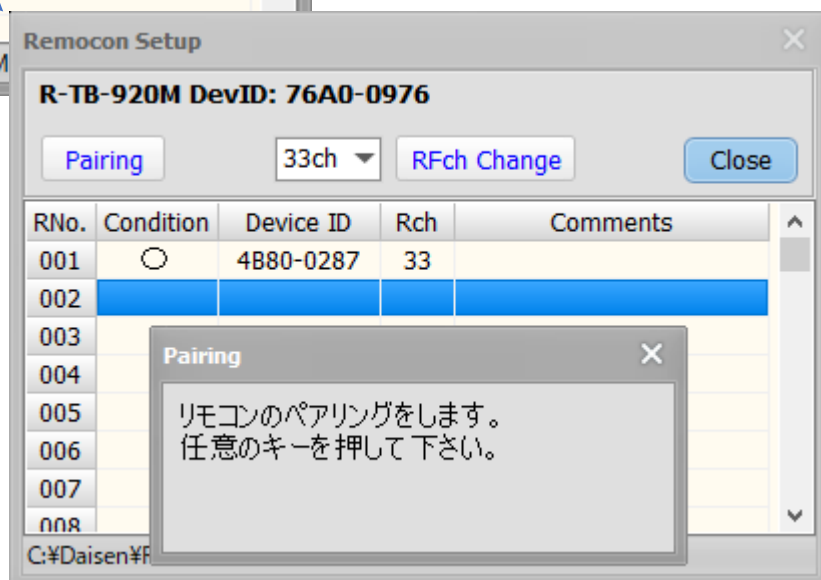 Remocon Setup
R-TB-920M DevID: 76A0-0976
Pairing 33ch RFch Change Close
RNo. Condition Device ID Rch Comments
001 ○ 4B80-0287 33
002
003
004
005
006
007
008
Pairing
リモコンのペアリングをします。
任意のキーを押して下さい。
C:¥Daisen¥